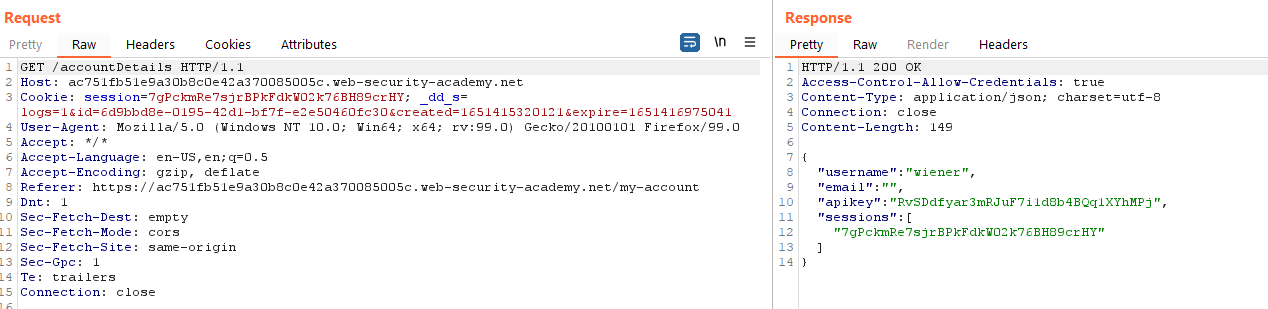 Request
Pretty Raw Headers Cookies Attributes \n
1 GET /accountDetails HTTP/1.1
2 Host: ac751fb51e9a30b8c0e42a370085005c.web-security-academy.net
3 Cookie: session=7gPckmRe7sjrBPkFdkW02k76BH89crHY; _dd_s=
logs=1&id=6d9bbd8e-0195-42d1-bf7f-e2e50460fc30&created=1651415320121&expire=1651416975041
4 User-Agent: Mozilla/5.0 (Windows NT 10.0; Win64; x64; rv:99.0) Gecko/20100101 Firefox/99.0
5 Accept: */*
6 Accept-Language: en-US,en;q=0.5
7 Accept-Encoding: gzip, deflate
8 Referer: https://ac751fb51e9a30b8c0e42a370085005c.web-security-academy.net/my-account
9 Dnt: 1
10 Sec-Fetch-Dest: empty
11 Sec-Fetch-Mode: cors
12 Sec-Fetch-Site: same-origin
13 Sec-Gpc: 1
14 Te: trailers
15 Connection: close
16
Response
Pretty Raw Render Headers
1 HTTP/1.1 200 OK
2 Access-Control-Allow-Credentials: true
3 Content-Type: application/json; charset=utf-8
4 Connection: close
5 Content-Length: 149
6
7 {
8 "username":"wiener",
9 "email":"",
10 "apikey":"RvSDdfyar3mRJuF7i1d8b4BQq1XYhMPj",
11 "sessions":[
12 "7gPckmRe7sjrBPkFdkW02k76BH89crHY"
13 ]
14 }